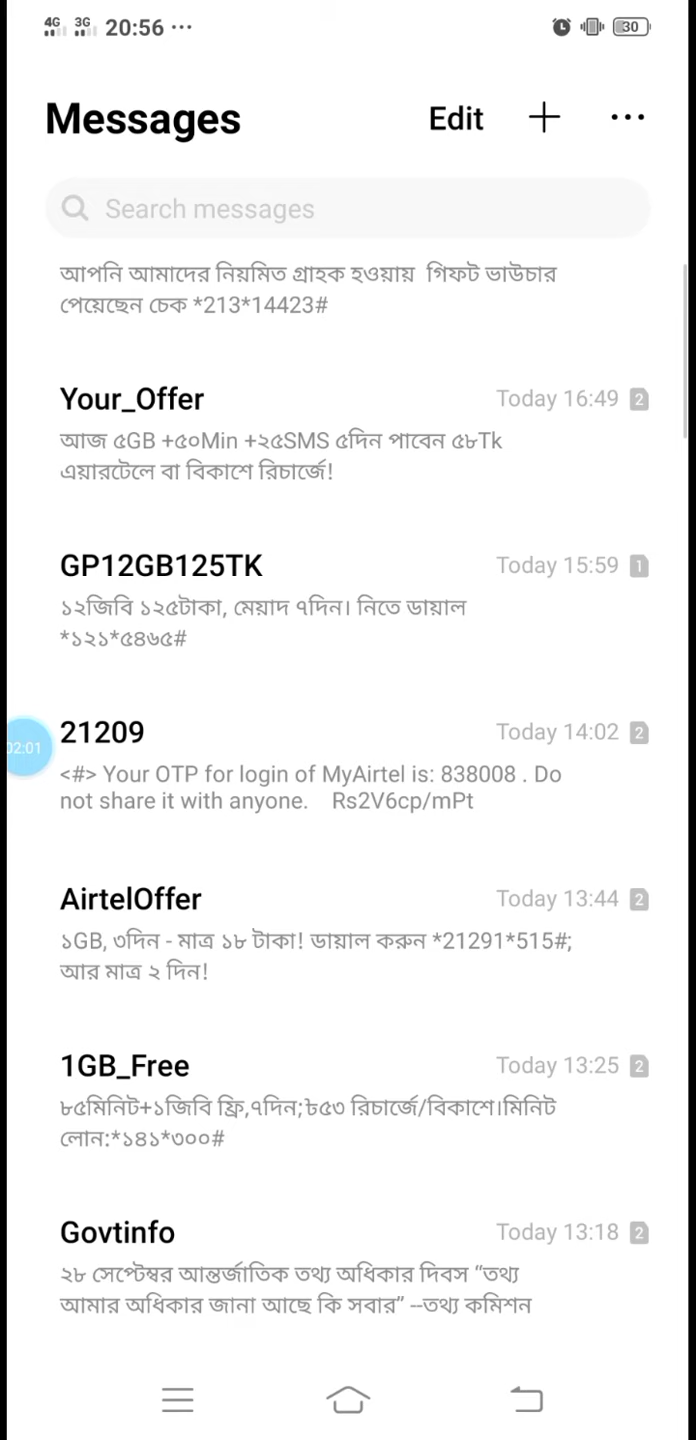 4G 3G 20:56 ··· 30
Messages Edit + ···
Search messages
আপনি আমাদের নিয়মিত গ্রাহক হওয়ায় গিফট ভাউচার
পেয়েছেন চেক *213*14423#
Your_Offer Today 16:49 2
আজ ৫GB +৫০Min +২৫SMS ৫দিন পাবেন ৫৮Tk
এয়ারটেলে বা বিকাশে রিচার্জে!
GP12GB125TK Today 15:59 1
১২জিবি ১২৫টাকা, মেয়াদ ৭দিন। নিতে ডায়াল
*১২১*৫৪৬৫#
02:01
21209 Today 14:02 2
<#> Your OTP for login of MyAirtel is: 838008 . Do
not share it with anyone. Rs2V6cp/mPt
AirtelOffer Today 13:44 2
১GB, ৩দিন - মাত্র ১৮ টাকা! ডায়াল করুন *21291*515#;
আর মাত্র ২ দিন!
1GB_Free Today 13:25 2
৮৫মিনিট+১জিবি ফ্রি,৭দিন;৳৫৩ রিচার্জে/বিকাশে।মিনিট
লোন:*১৪১*৩০০#
Govtinfo Today 13:18 2
২৮ সেপ্টেম্বর আন্তর্জাতিক তথ্য অধিকার দিবস “তথ্য
আমার অধিকার জানা আছে কি সবার” –তথ্য কমিশন